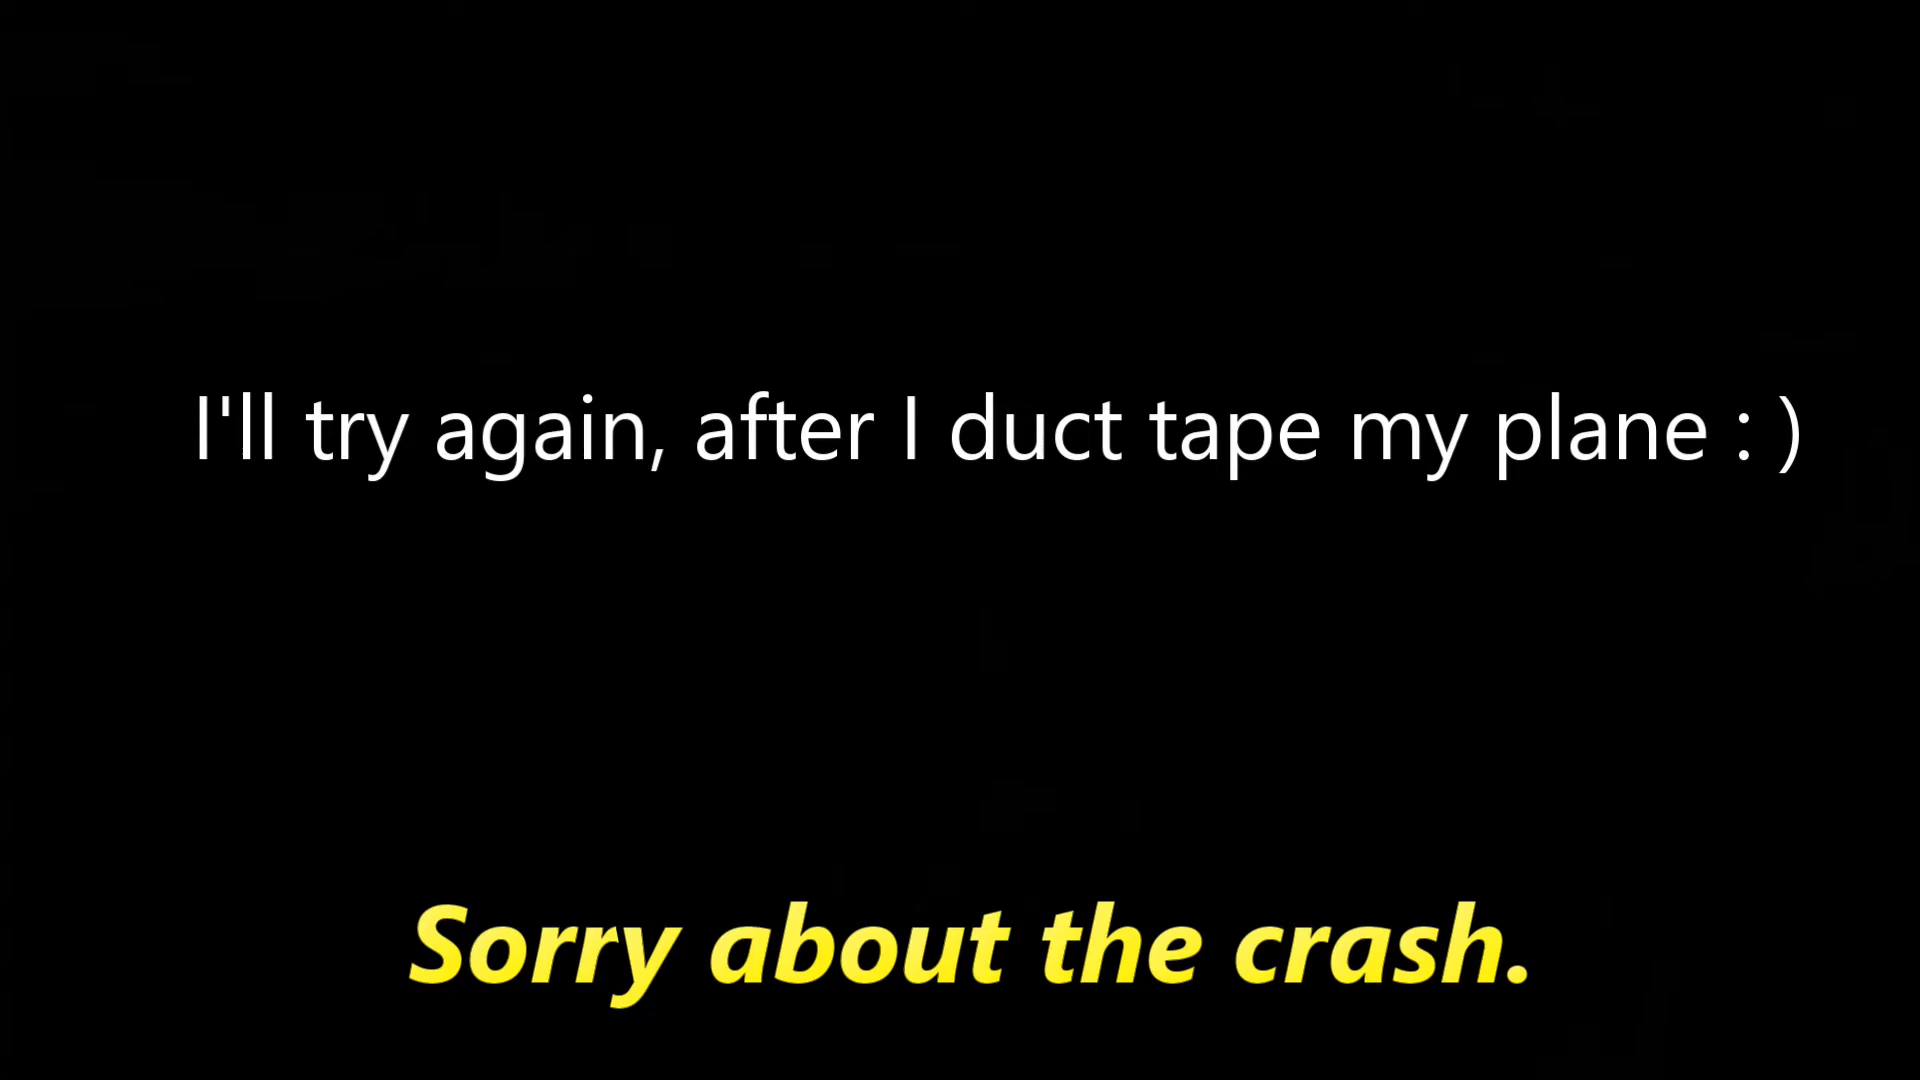 I'll try again, after I duct tape my plane : )
Sorry about the crash.